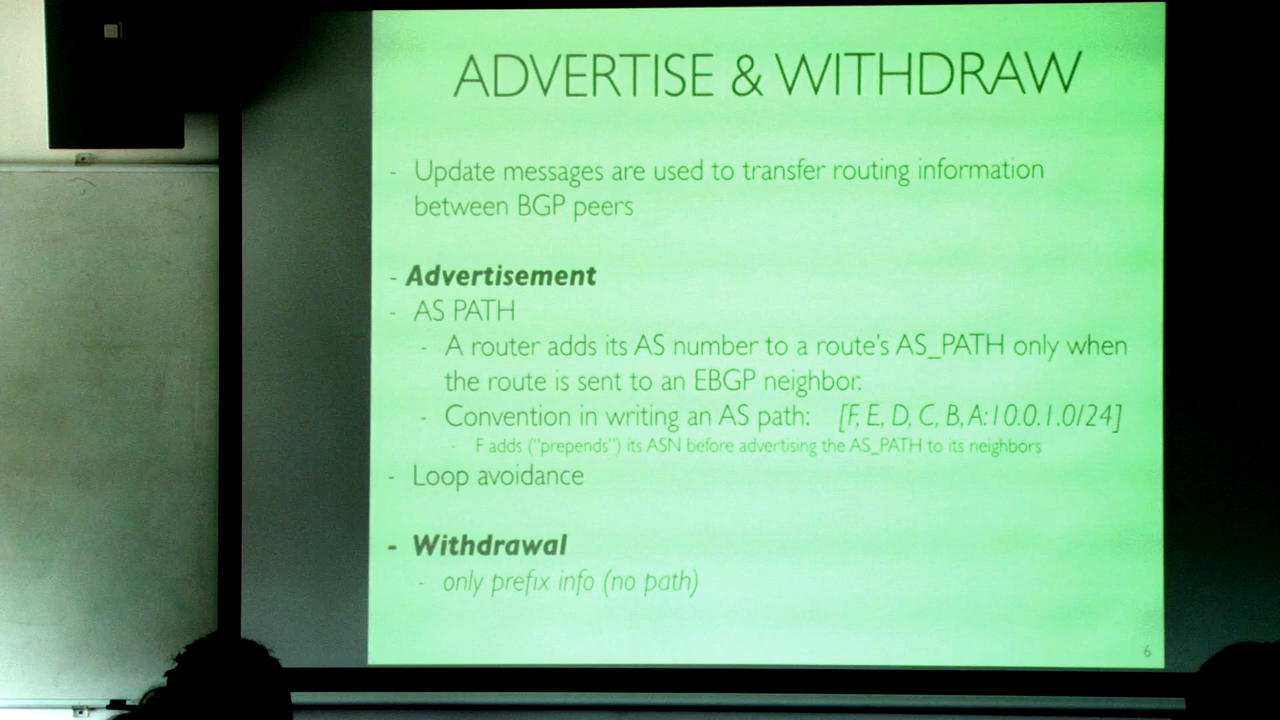 ADVERTISE & WITHDRAW
- Update messages are used to transfer routing information
between BGP peers
- Advertisement
- AS PATH
- A router adds its AS number to a route's AS_PATH only when
the route is sent to an EBGP neighbor.
- Convention in writing an AS path: [F, E, D, C, B, A:10.0.1.0/24]
- F adds ("prepends") its ASN before advertising the AS_PATH to its neighbors
- Loop avoidance
- Withdrawal
- only prefix info (no path)
6